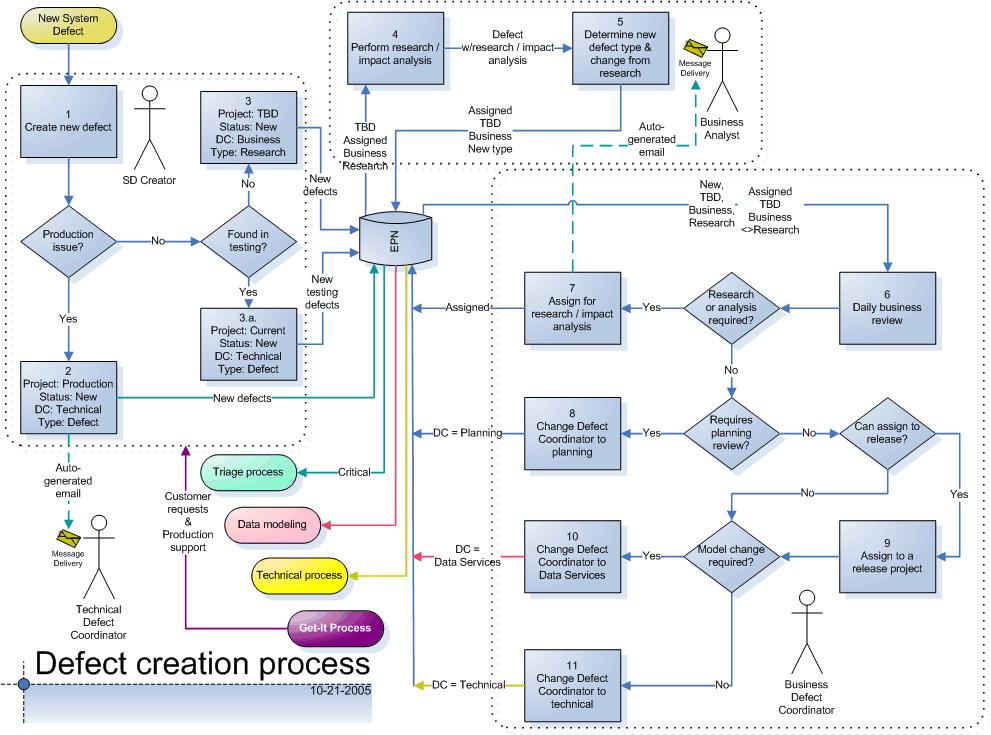 New System
Defect
1
Create new defect
SD Creator
3
Project: TBD
Status: New
DC: Business
Type: Research
No
New
defects
Production
issue?
No
Found in
testing?
Yes
Yes
New
testing
defects
3.a.
Project: Current
Status: New
DC: Technical
Type: Defect
2
Project: Production
Status: New
DC: Technical
Type: Defect
New defects
Auto-
generated
email
Message
Delivery
Technical
Defect
Coordinator
Customer
requests
&
Production
support
Triage process
Critical
Data modeling
Technical process
Get-It Process
EPN
4
Perform research /
impact analysis
Defect
w/research / impact
analysis
5
Determine new
defect type &
change from
research
Message
Delivery
Business
Analyst
TBD
Assigned
Business
Research
Assigned
TBD
Business
New type
Auto-
generated
email
New,
TBD,
Business,
Research
Assigned
TBD
Business
<>Research
Assigned
7
Assign for
research / impact
analysis
Yes
Research
or analysis
required?
6
Daily business
review
No
DC = Planning
8
Change Defect
Coordinator to
planning
Yes
Requires
planning
review?
No
Can assign to
release?
No
Yes
DC =
Data Services
10
Change Defect
Coordinator to
Data Services
Yes
Model change
required?
9
Assign to a
release project
DC = Technical
11
Change Defect
Coordinator to
technical
No
Business
Defect
Coordinator
Defect creation process
10-21-2005